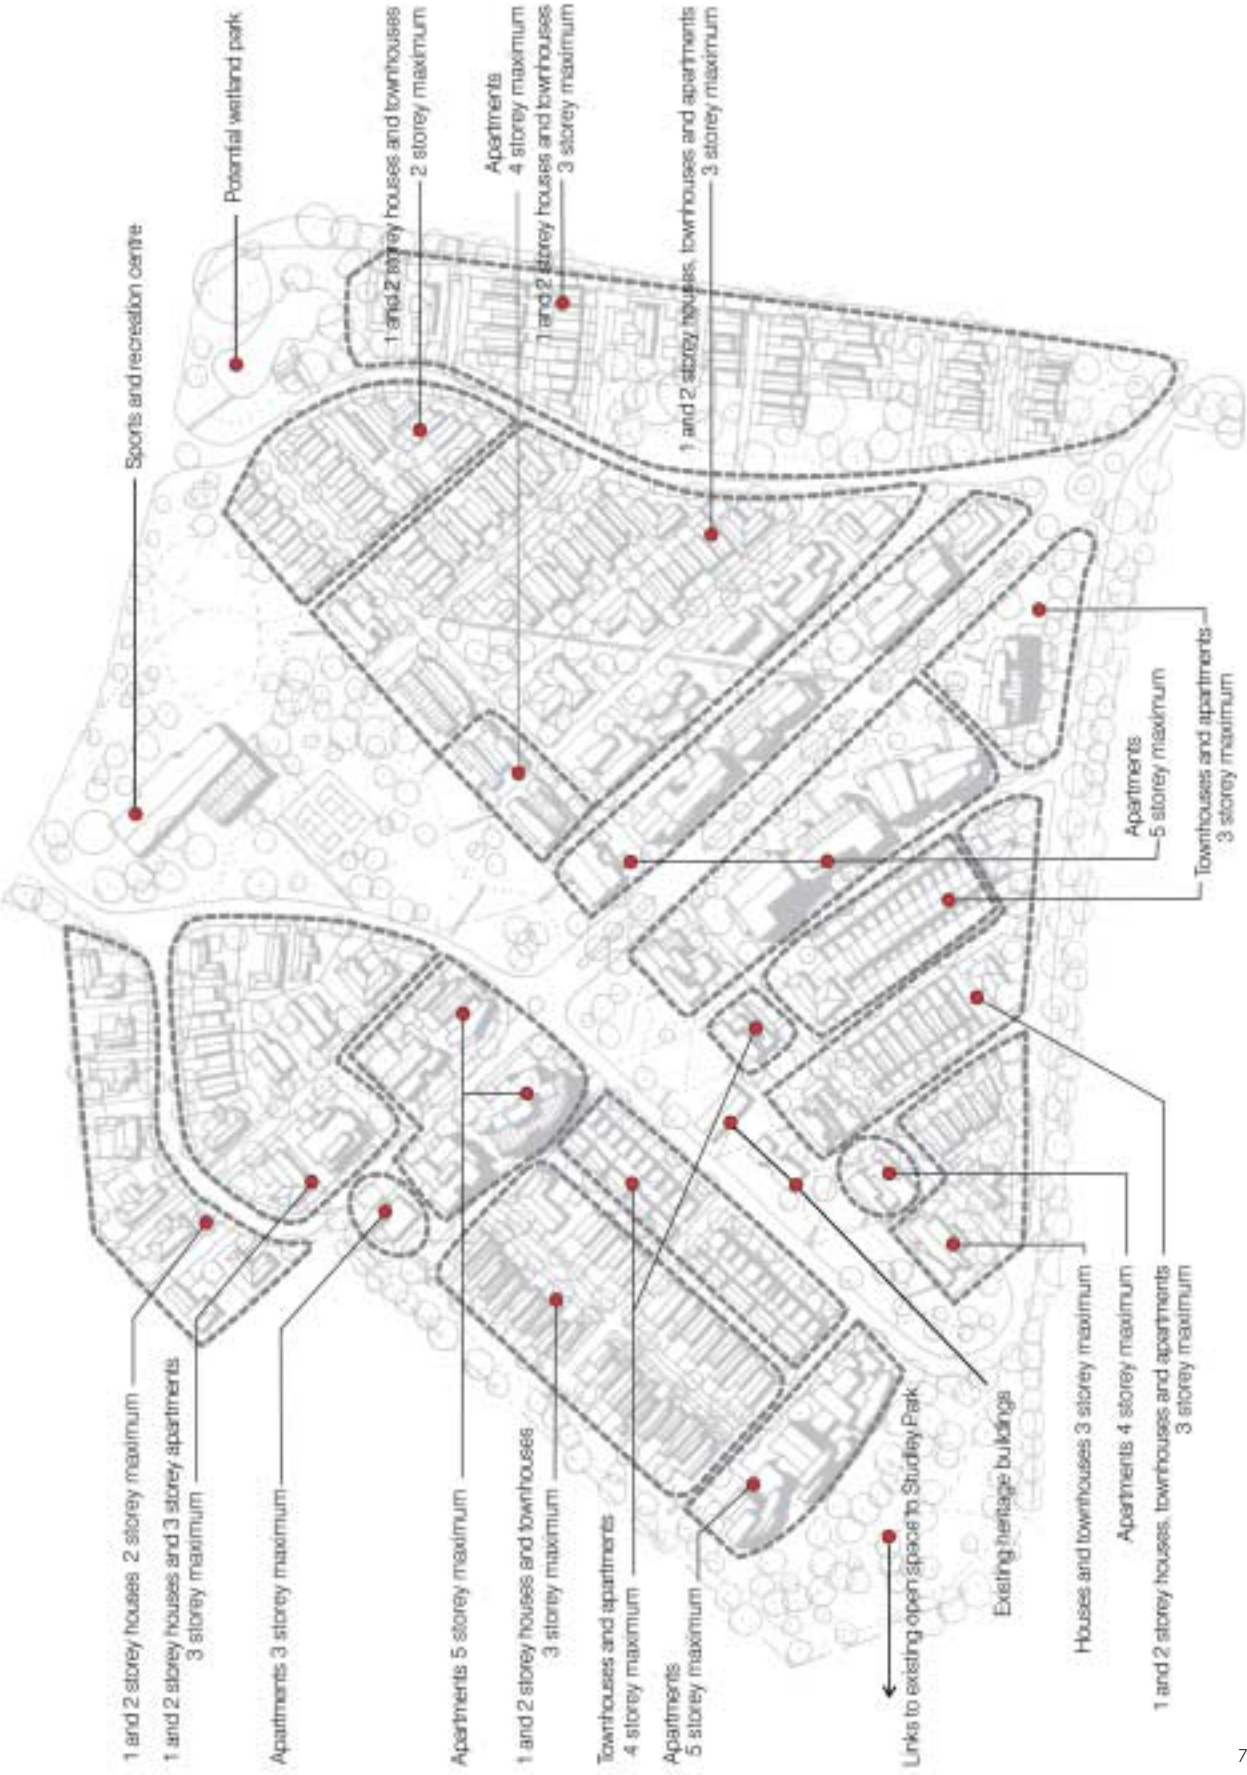 Sports and recreation centre
Potential wetland park
1 and 2 storey houses and townhouses
2 storey maximum
Apartments
4 storey maximum
1 and 2 storey houses and townhouses
3 storey maximum
1 and 2 storey houses, townhouses and apartments
3 storey maximum
Apartments
5 storey maximum
Townhouses and apartments
3 storey maximum
1 and 2 storey houses 2 storey maximum
1 and 2 storey houses and 3 storey apartments
3 storey maximum
Apartments 3 storey maximum
Apartments 5 storey maximum
1 and 2 storey houses and townhouses
3 storey maximum
Townhouses and apartments
4 storey maximum
Apartments
5 storey maximum
Links to existing open space to Studley Park
Existing heritage buildings
Houses and townhouses 3 storey maximum
Apartments 4 storey maximum
1 and 2 storey houses, townhouses and apartments
3 storey maximum
7